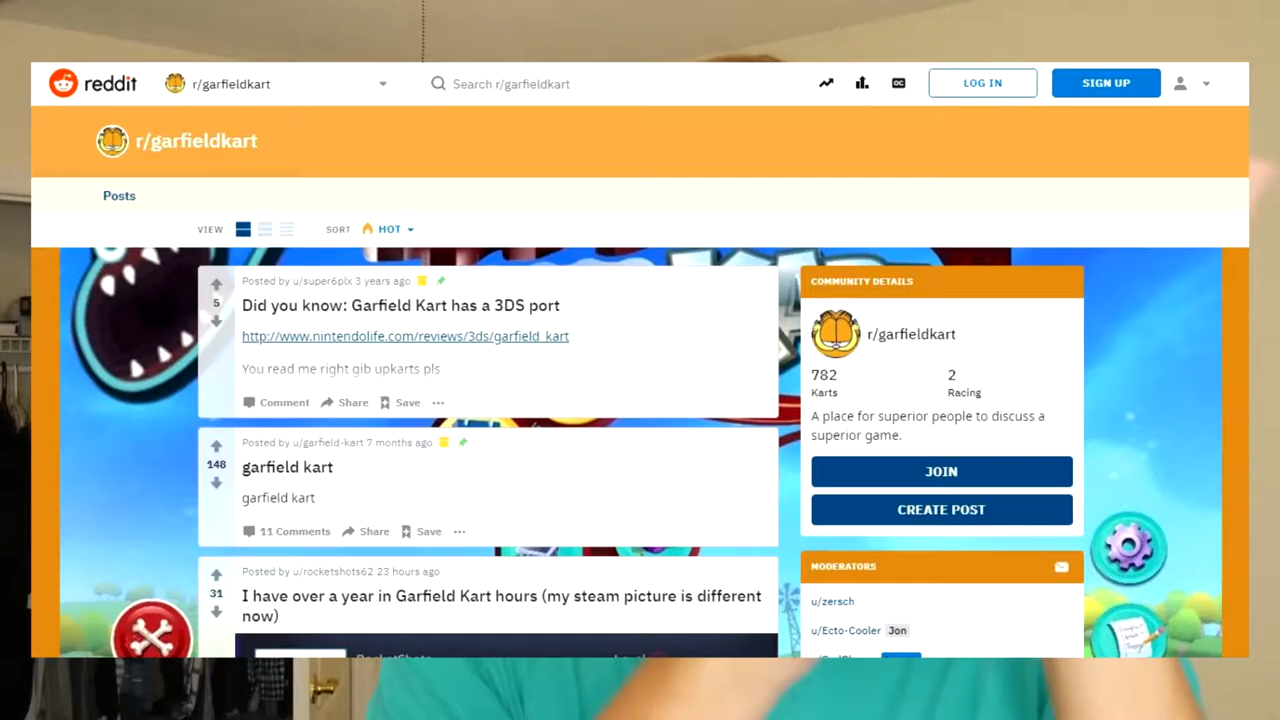 reddit r/garfieldkart Search r/garfieldkart OC LOG IN SIGN UP
r/garfieldkart
Posts
VIEW SORT HOT
Posted by u/super6plx 3 years ago
5
Did you know: Garfield Kart has a 3DS port
http://www.nintendolife.com/reviews/3ds/garfield_kart
You read me right gib upkarts pls
Comment Share Save ...
Posted by u/garfield-kart 7 months ago
148
garfield kart
garfield kart
11 Comments Share Save ...
Posted by u/rocketshots62 23 hours ago
31
I have over a year in Garfield Kart hours (my steam picture is different
now)
COMMUNITY DETAILS
r/garfieldkart
782 2
Karts Racing
A place for superior people to discuss a
superior game.
JOIN
CREATE POST
MODERATORS
u/zersch
u/Ecto-Cooler Jon